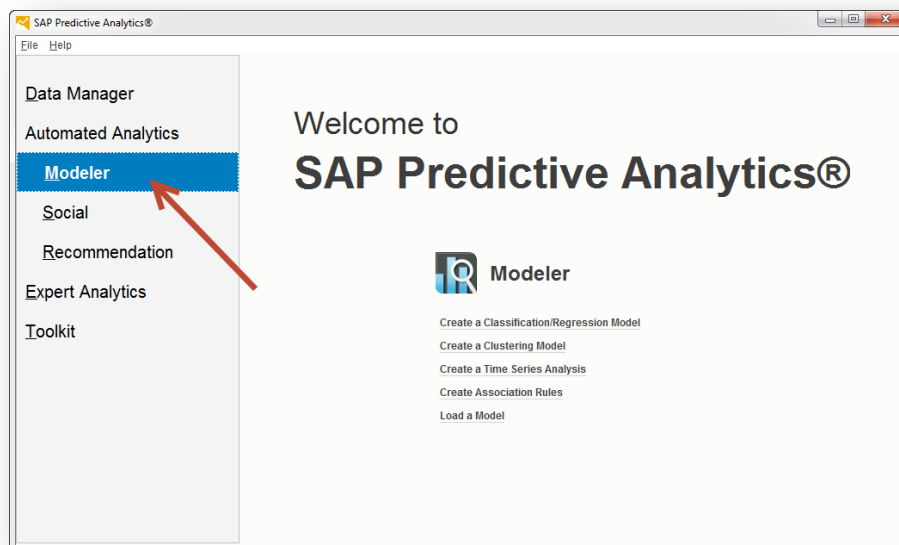 SAP Predictive Analytics®
File Help
Data Manager
Automated Analytics
Modeler
Social
Recommendation
Expert Analytics
Toolkit
Welcome to
SAP Predictive Analytics®
Modeler
Create a Classification/Regression Model
Create a Clustering Model
Create a Time Series Analysis
Create Association Rules
Load a Model